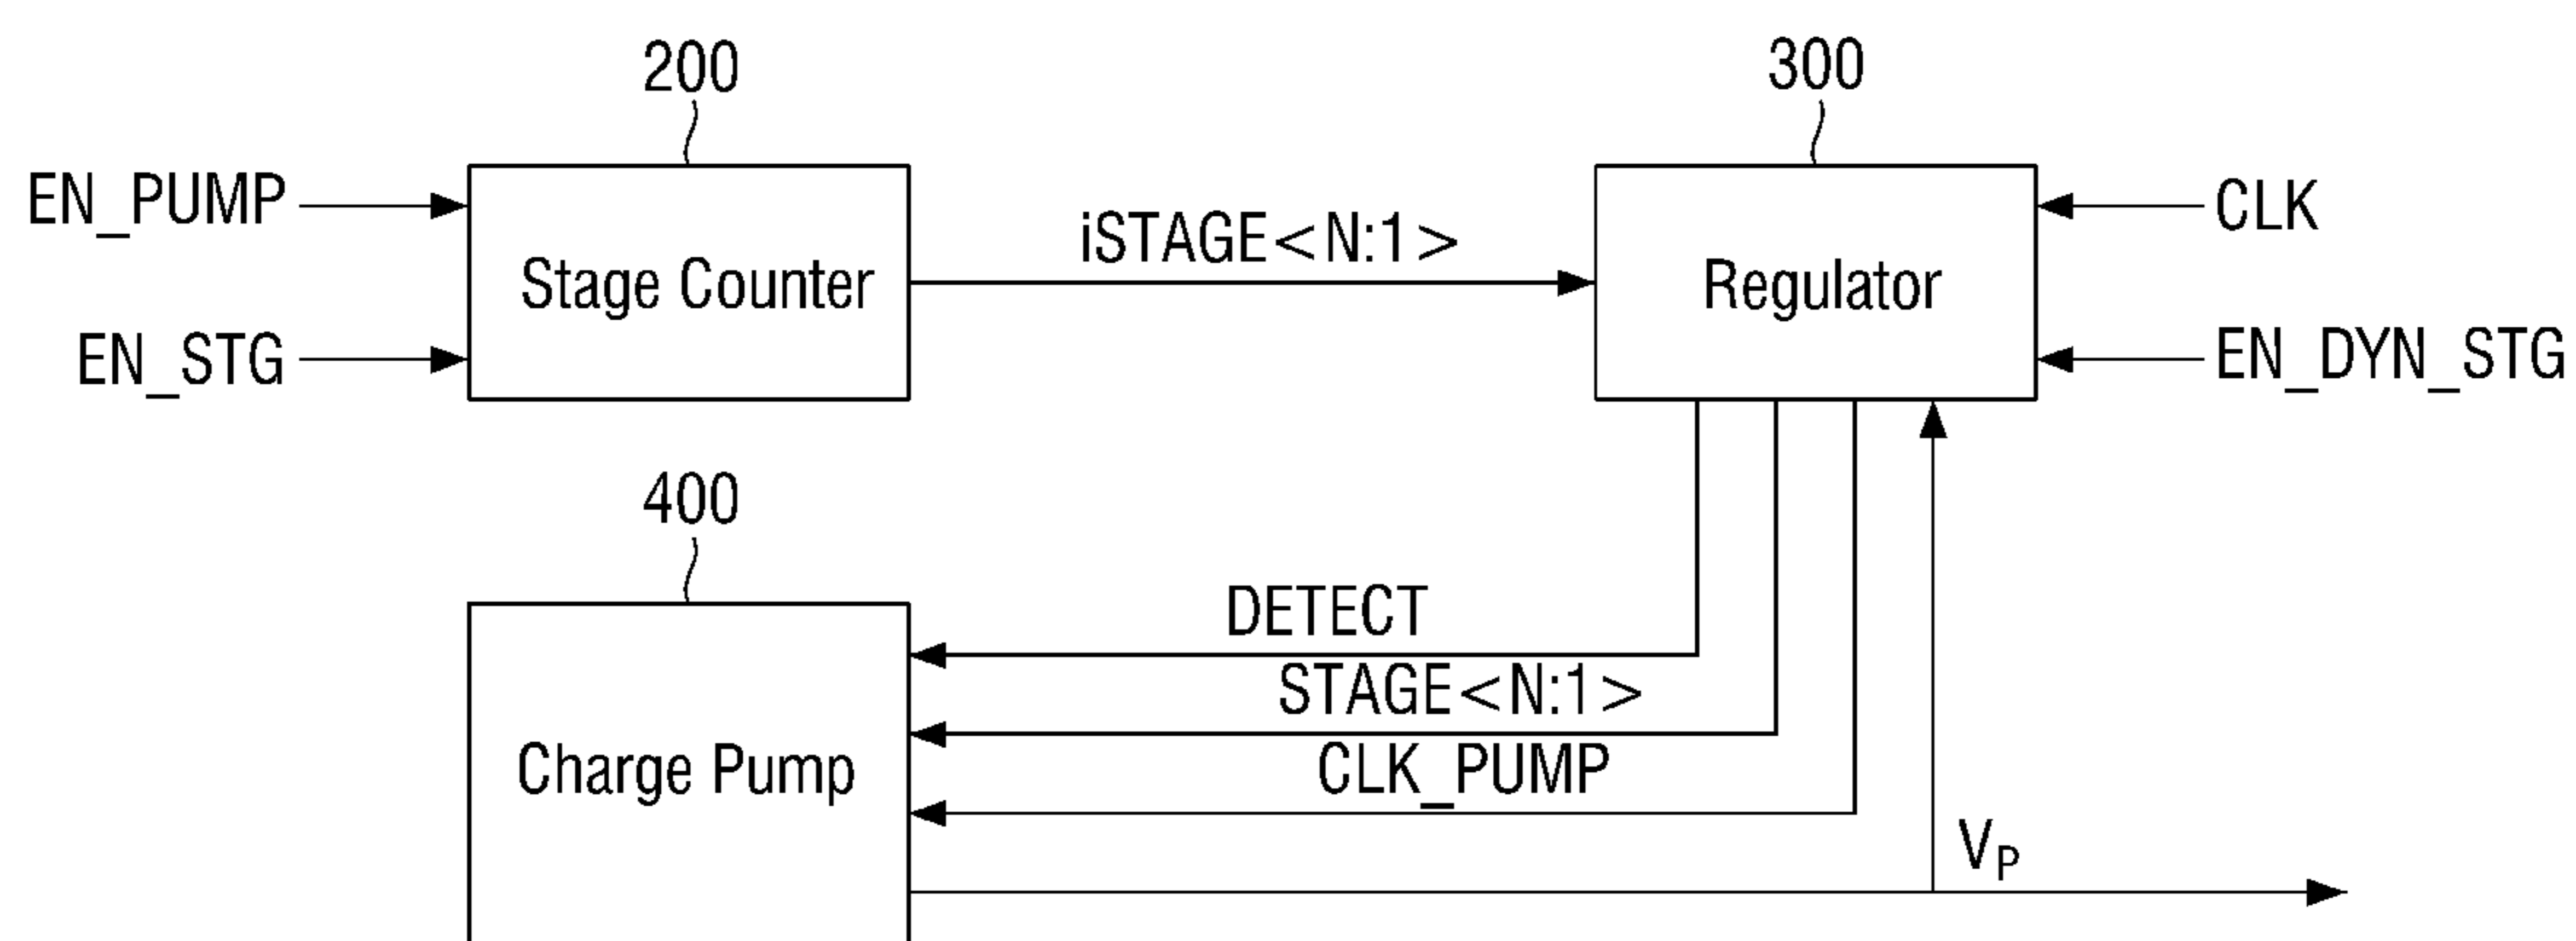 200
300
EN_PUMP
CLK
iSTAGE<N:1>
Stage Counter
Regulator
EN_STG
EN_DYN_STG
400
DETECT
STAGE<N:1>
CLK_PUMP
Charge Pump
VP